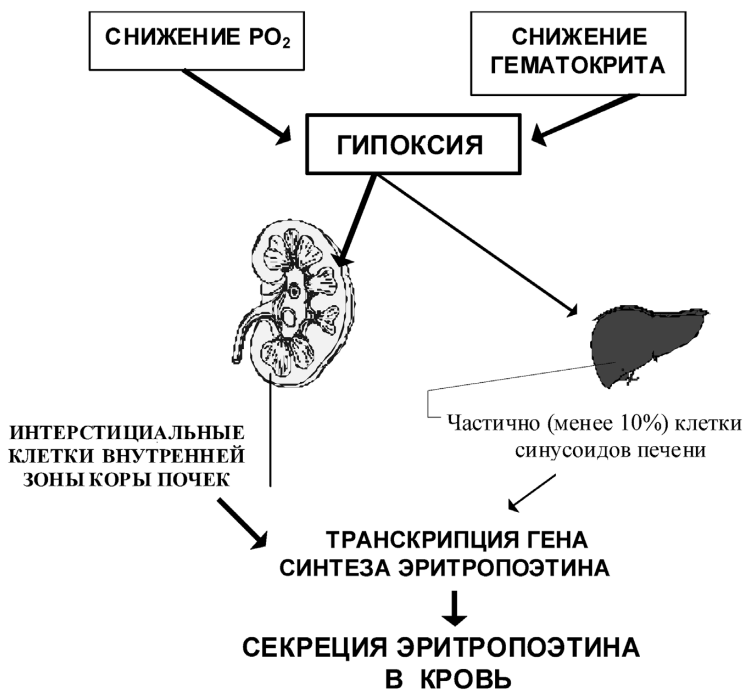 СНИЖЕНИЕ PO₂
СНИЖЕНИЕ
ГЕМАТОКРИТА
ГИПОКСИЯ
ИНТЕРСТИЦИАЛЬНЫЕ
КЛЕТКИ ВНУТРЕННЕЙ
ЗОНЫ КОРЫ ПОЧЕК
Частично (менее 10%) клетки
синусоидов печени
ТРАНСКРИПЦИЯ ГЕНА
СИНТЕЗА ЭРИТРОПОЭТИНА
СЕКРЕЦИЯ ЭРИТРОПОЭТИНА
В КРОВЬ